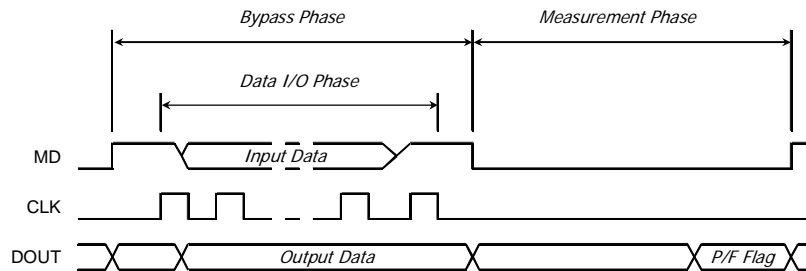 Bypass Phase
Measurement Phase
Data I/O Phase
MD
Input Data
CLK
DOUT
Output Data
P/F Flag